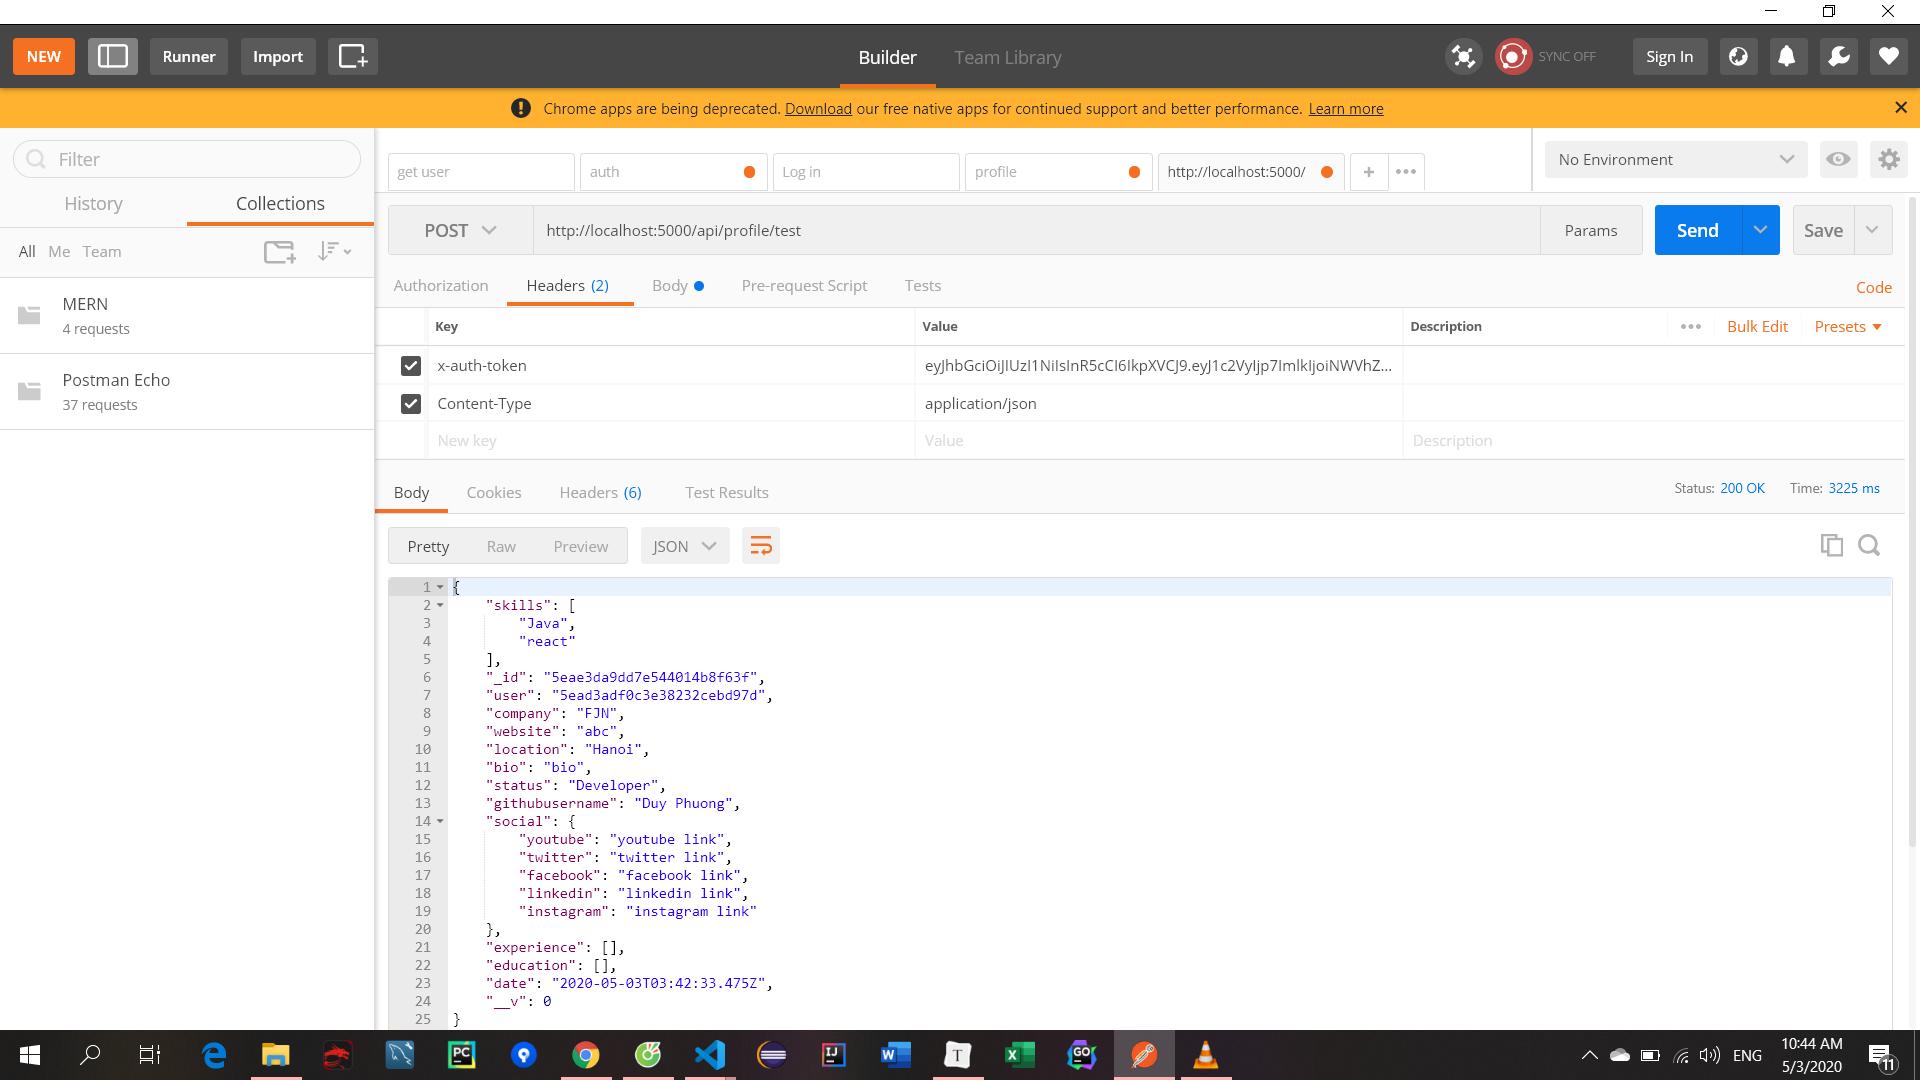 NEW
Runner
Import
Builder
Team Library
SYNC OFF
Sign In
Chrome apps are being deprecated. Download our free native apps for continued support and better performance. Learn more
Filter
History
Collections
All Me Team
MERN
4 requests
Postman Echo
37 requests
get user
auth
Log in
profile
http://localhost:5000/
No Environment
POST
http://localhost:5000/api/profile/test
Params
Send
Save
Authorization
Headers (2)
Body
Pre-request Script
Tests
Code
Key
Value
Description
Bulk Edit
Presets
x-auth-token
eyJhbGciOiJIUzI1NiIsInR5cCI6IkpXVCJ9.eyJ1c2VyIjp7ImlkIjoiNWVhZ...
Content-Type
application/json
New key
Value
Description
Body
Cookies
Headers (6)
Test Results
Status: 200 OK
Time: 3225 ms
Pretty
Raw
Preview
JSON
1 {
2 "skills": [
3 "Java",
4 "react"
5 ],
6 "_id": "5eae3da9dd7e544014b8f63f",
7 "user": "5ead3adf0c3e38232cebd97d",
8 "company": "FJN",
9 "website": "abc",
10 "location": "Hanoi",
11 "bio": "bio",
12 "status": "Developer",
13 "githubusername": "Duy Phuong",
14 "social": {
15 "youtube": "youtube link",
16 "twitter": "twitter link",
17 "facebook": "facebook link",
18 "linkedin": "linkedin link",
19 "instagram": "instagram link"
20 },
21 "experience": [],
22 "education": [],
23 "date": "2020-05-03T03:42:33.475Z",
24 "__v": 0
25 }
PC
IJ
W
T
X
GO
ENG
10:44 AM
5/3/2020
11